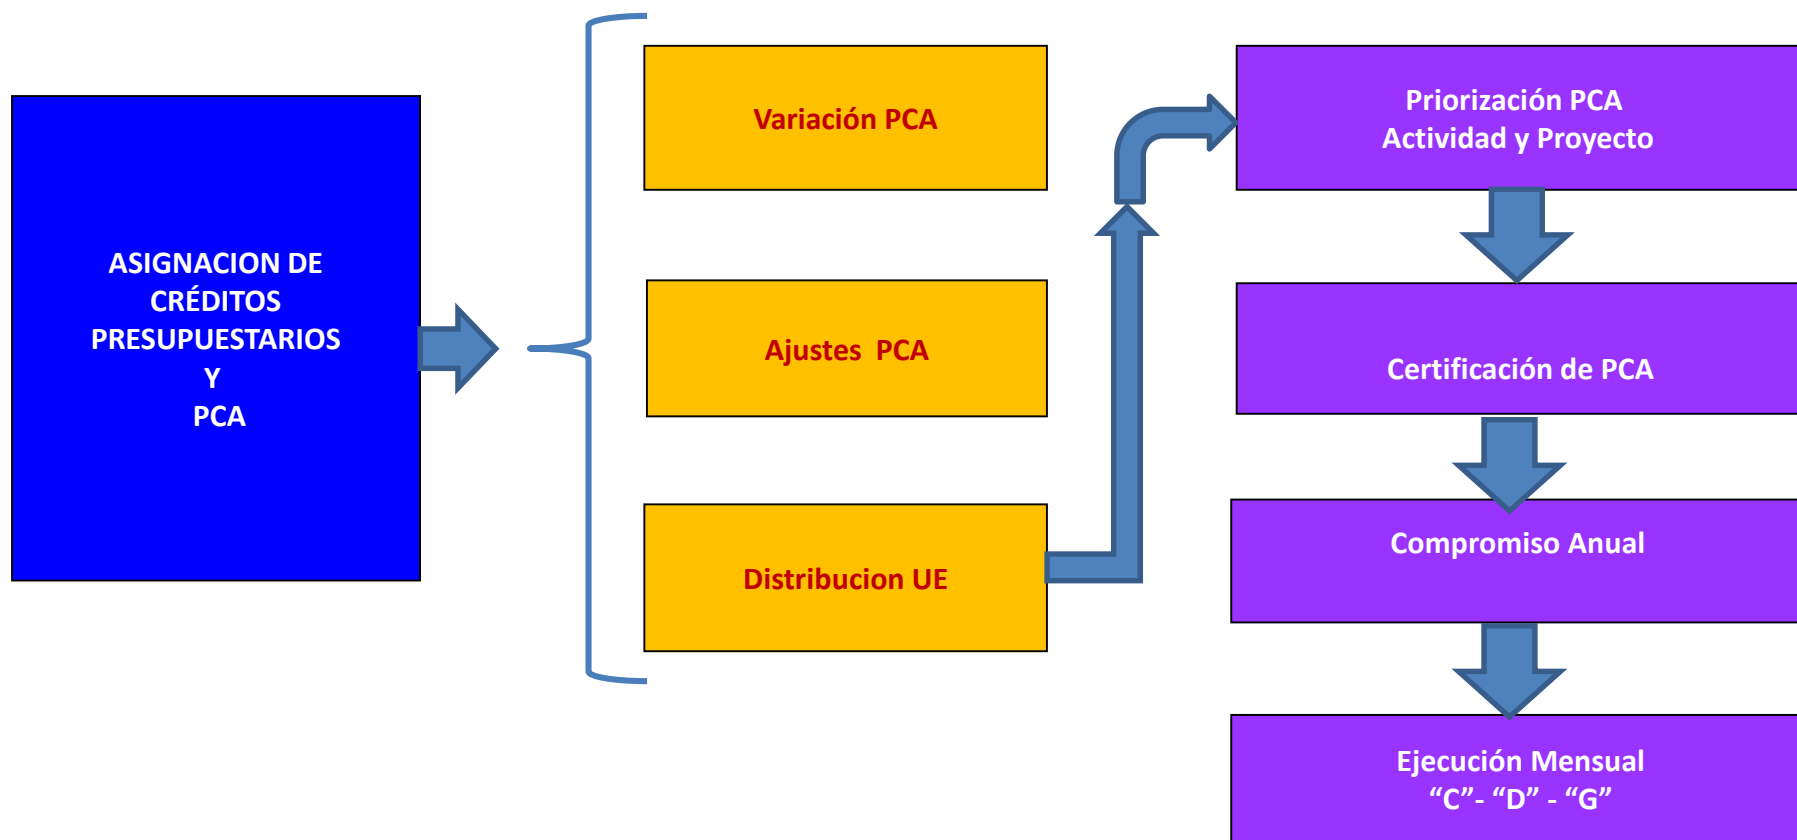 ASIGNACION DE
CRÉDITOS
PRESUPUESTARIOS
Y
PCA
Variación PCA
Ajustes  PCA
Distribucion UE
Priorización PCA
Actividad y Proyecto
Certificación de PCA
Compromiso Anual
Ejecución Mensual
“C”- “D” - “G”